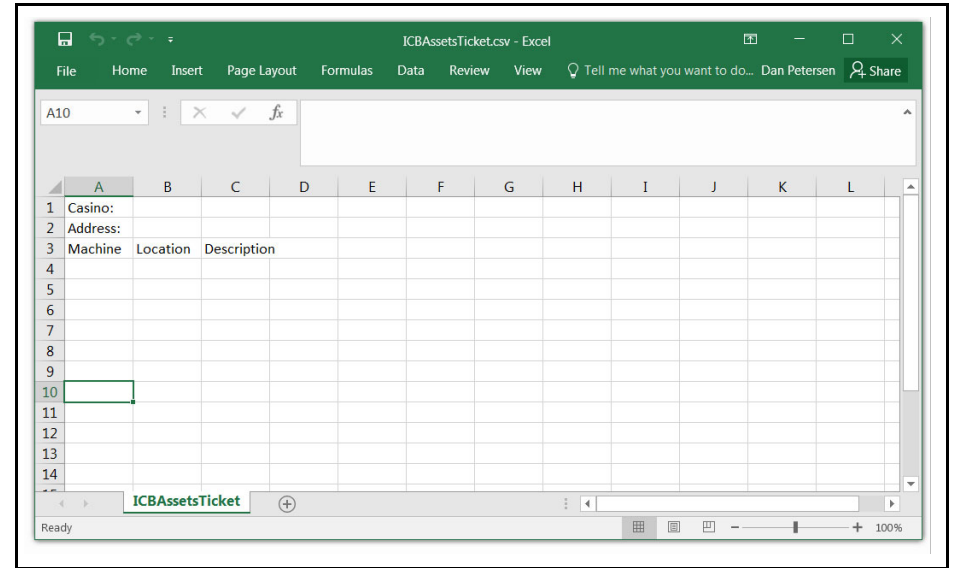 ICBAssetsTicket.csv - Excel
File Home Insert Page Layout Formulas Data Review View Tell me what you want to do... Dan Petersen Share
A10 fx
A B C D E F G H I J K L
1 Casino:
2 Address:
3 Machine Location Description
4
5
6
7
8
9
10
11
12
13
14
ICBAssetsTicket
Ready 100%